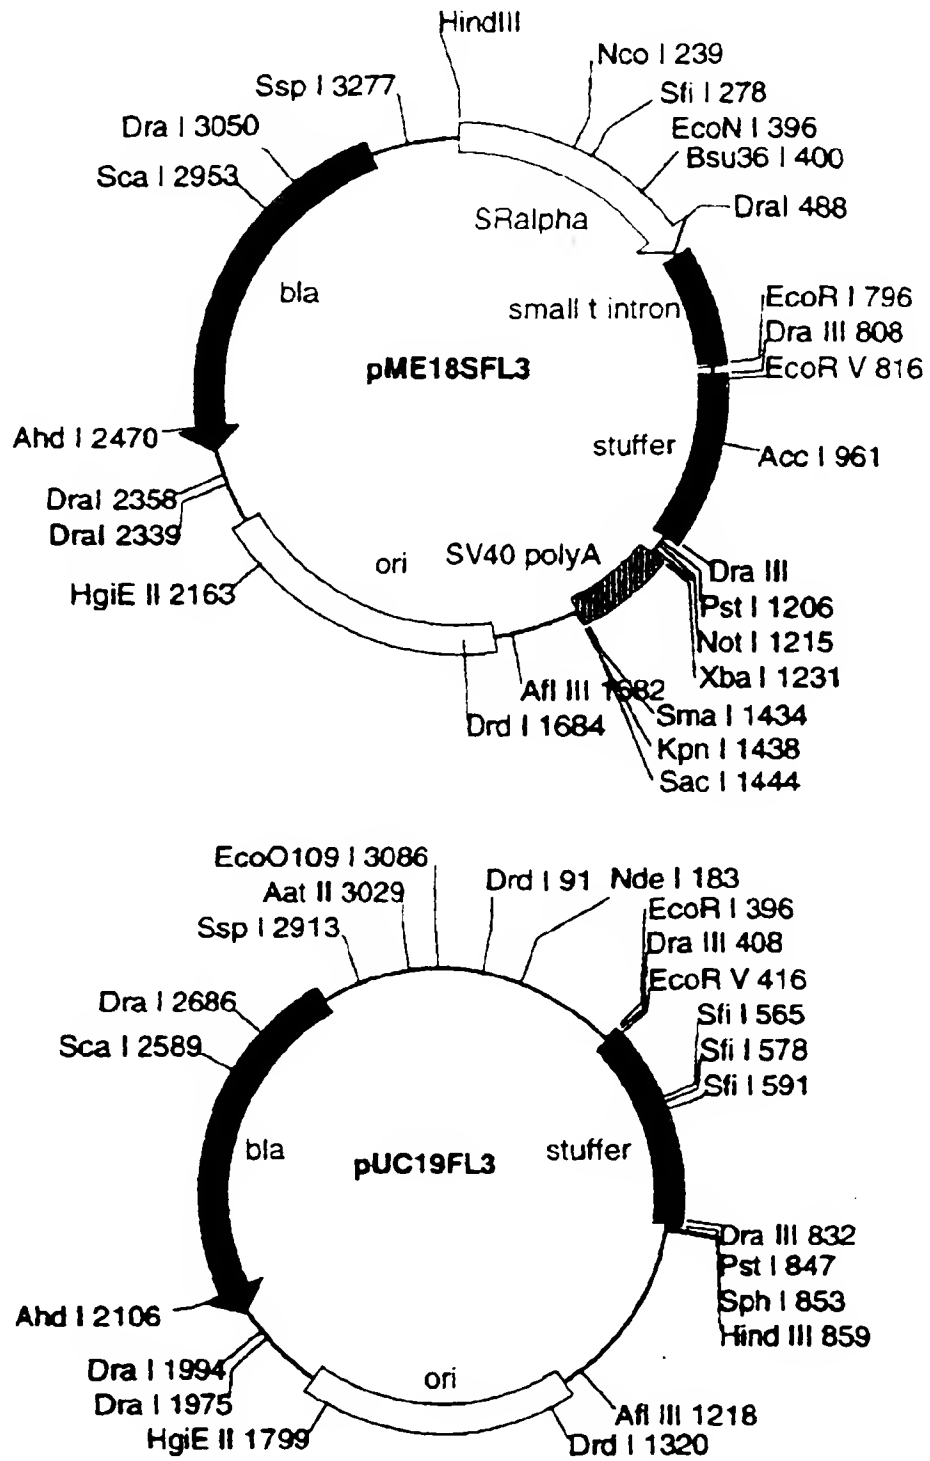 HindIII
Nco I 239
Ssp I 3277
Sfi I 278
Dra I 3050
EcoN I 396
Bsu36 I 400
Sca I 2953
DraI 488
SRalpha
bla
small t intron
EcoR I 796
Dra III 808
pME18SFL3
EcoR V 816
Ahd I 2470
stuffer
Acc I 961
DraI 2358
DraI 2339
SV40 polyA
ori
HgiE II 2163
Dra III
Pst I 1206
Not I 1215
Xba I 1231
Afl III 1682
Sma I 1434
Drd I 1684
Kpn I 1438
Sac I 1444
EcoO109 I 3086
Drd I 91
Nde I 183
Aat II 3029
EcoR I 396
Ssp I 2913
Dra III 408
EcoR V 416
Dra I 2686
Sfi I 565
Sca I 2589
Sfi I 578
Sfi I 591
bla
pUC19FL3
stuffer
Dra III 832
Pst I 847
Sph I 853
Ahd I 2106
Hind III 859
Dra I 1994
ori
Dra I 1975
Afl III 1218
HgiE II 1799
Drd I 1320